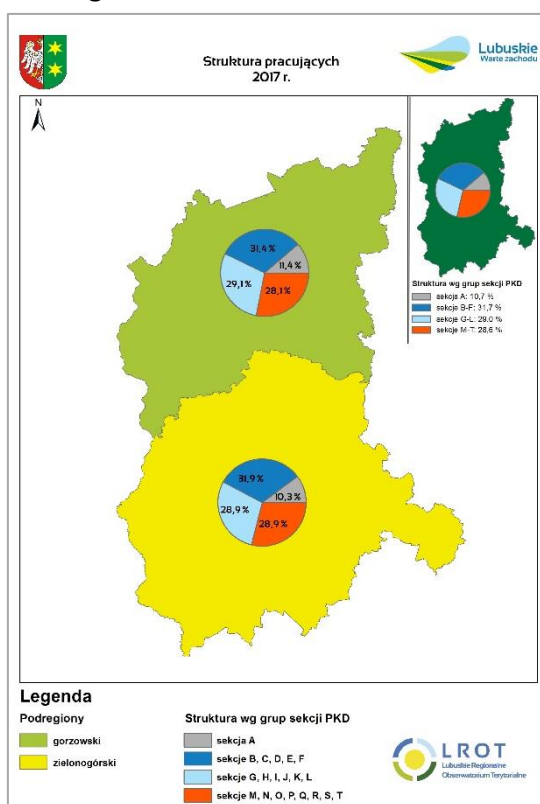 Struktura pracujących
2017 r.
Lubuskie
Warte zachodu
N
31,4 %
11,4 %
29,1 %
28,1 %
Struktura wg grup sekcji PKD
sekcja A: 10,7 %
sekcje B-F: 31,7 %
sekcje G-L: 29,0 %
sekcje M-T: 28,6 %
31,9 %
10,3 %
28,9 %
28,9 %
Legenda
Podregiony
gorzowski
zielonogórski
Struktura wg grup sekcji PKD
sekcja A
sekcje B, C, D, E, F
sekcje G, H, I, J, K, L
sekcje M, N, O, P, Q, R, S, T
LROT
Lubuskie Regionalne
Obserwatorium Terytorialne